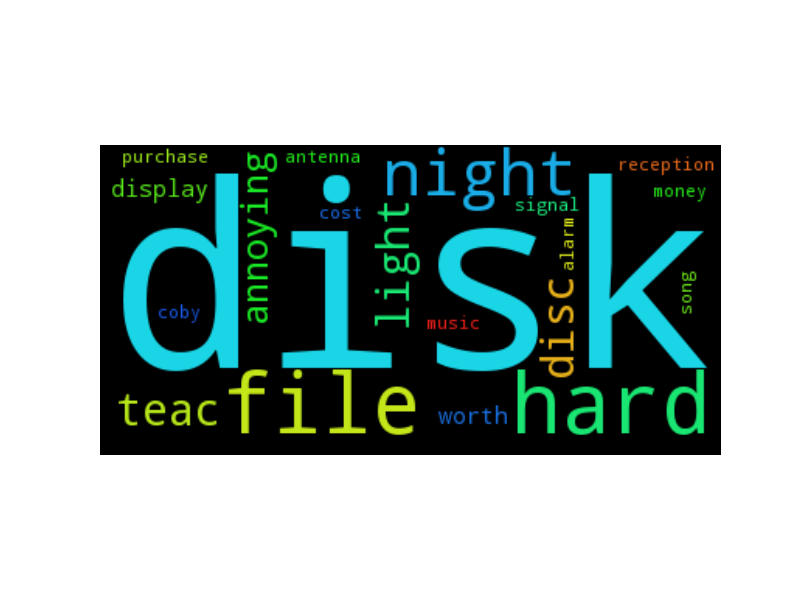 purchase
antenna
night
reception
display
annoying
money
signal
cost
light
alarm
disk
song
coby
music
disc
teac
file
worth
hard